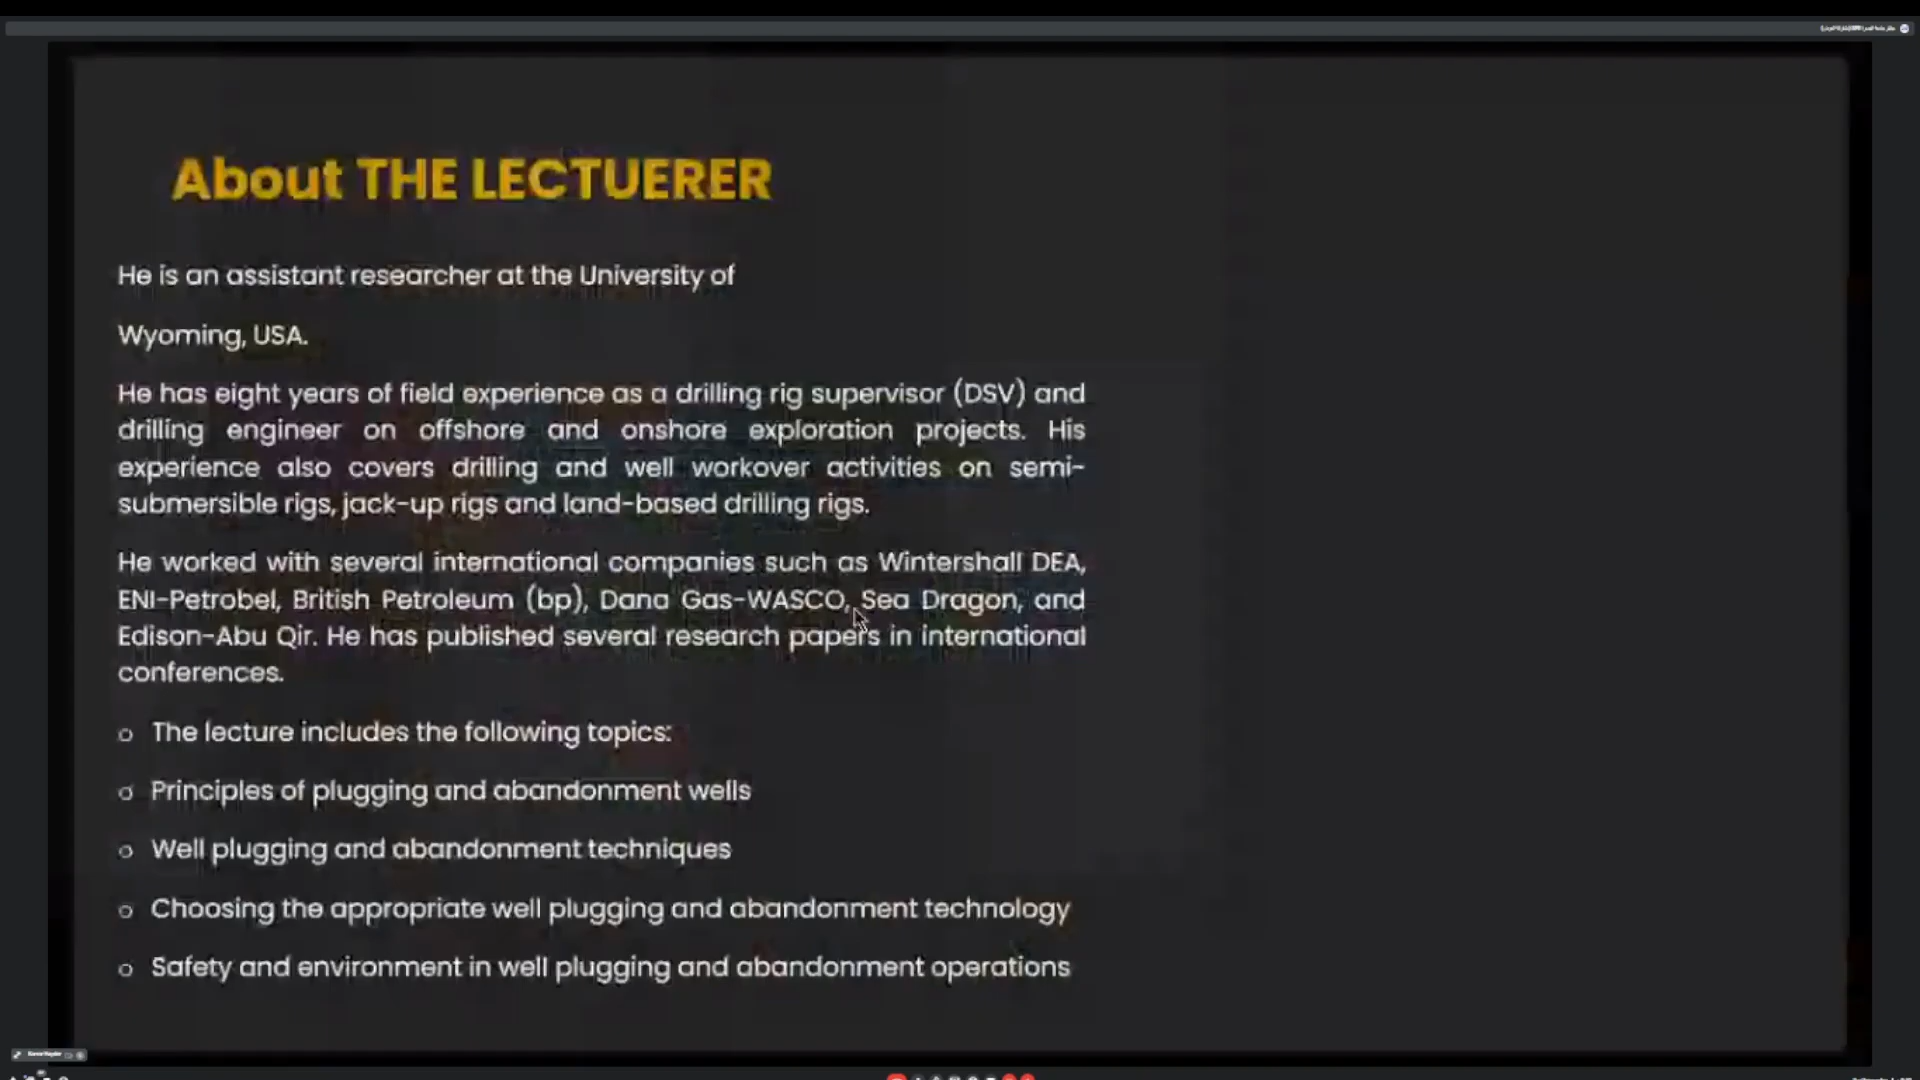 About THE LECTUERER
He is an assistant researcher at the University of
Wyoming, USA.
He has eight years of field experience as a drilling rig supervisor (DSV) and
drilling engineer on offshore and onshore exploration projects. His
experience also covers drilling and well workover activities on semi-
submersible rigs, jack-up rigs and land-based drilling rigs.
He worked with several international companies such as Wintershall DEA,
ENI-Petrobel, British Petroleum (bp), Dana Gas-WASCO, Sea Dragon, and
Edison-Abu Qir. He has published several research papers in international
conferences.
o The lecture includes the following topics:
o Principles of plugging and abandonment wells
o Well plugging and abandonment techniques
o Choosing the appropriate well plugging and abandonment technology
o Safety and environment in well plugging and abandonment operations